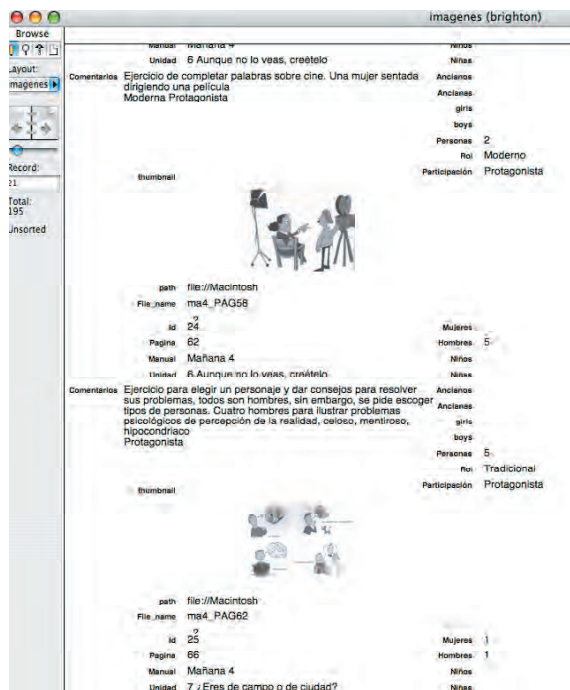 imagenes (brighton)
Browse
Layout:
Record:
21
Total:
195
Unsorted
Manual Mañana 4 Niños
Unidad 6 Aunque no lo veas, creételo Niñas
Comentarios Ejercicio de completar palabras sobre cine. Una mujer sentada Ancianos
dirigiendo una película
Moderna Protagonista Ancianas
girls
boys
Personas 2
Rol Moderno
thumbnail Participación Protagonista
path file://Macintosh
File_name ma4_PAG58
?
Id 24 Mujeres
Pagina 62 Hombres 5
Manual Mañana 4 Niños
Unidad 6 Aunque no lo veas, creételo Niñas
Comentarios Ejercicio para elegir un personaje y dar consejos para resolver Ancianos
sus problemas, todos son hombres, sin embargo, se pide escoger
tipos de personas. Cuatro hombres para ilustrar problemas Ancianas
psicológicos de percepción de la realidad, celoso, mentiroso, girls
hipocondriaco
Protagonista boys
Personas 5
Rol Tradicional
thumbnail Participación Protagonista
path file://Macintosh
File_name ma4_PAG62
?
Id 25 Mujeres 1
Pagina 66 Hombres 1
Manual Mañana 4 Niños
Unidad 7 ¿Eres de campo o de ciudad? Niñas